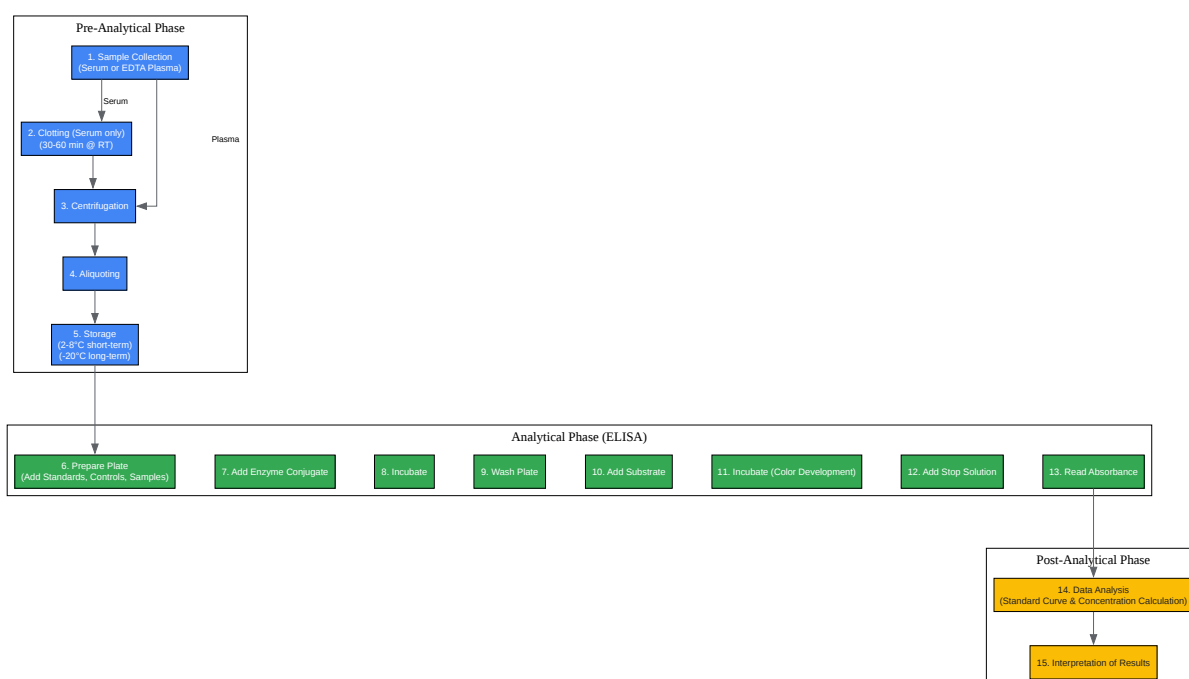 Pre-Analytical Phase
1. Sample Collection
(Serum or EDTA Plasma)
Serum
Plasma
2. Clotting (Serum only)
(30-60 min @ RT)
3. Centrifugation
4. Aliquoting
5. Storage
(2-8°C short-term)
(-20°C long-term)
Analytical Phase (ELISA)
6. Prepare Plate
(Add Standards, Controls, Samples)
7. Add Enzyme Conjugate
8. Incubate
9. Wash Plate
10. Add Substrate
11. Incubate (Color Development)
12. Add Stop Solution
13. Read Absorbance
Post-Analytical Phase
14. Data Analysis
(Standard Curve & Concentration Calculation)
15. Interpretation of Results